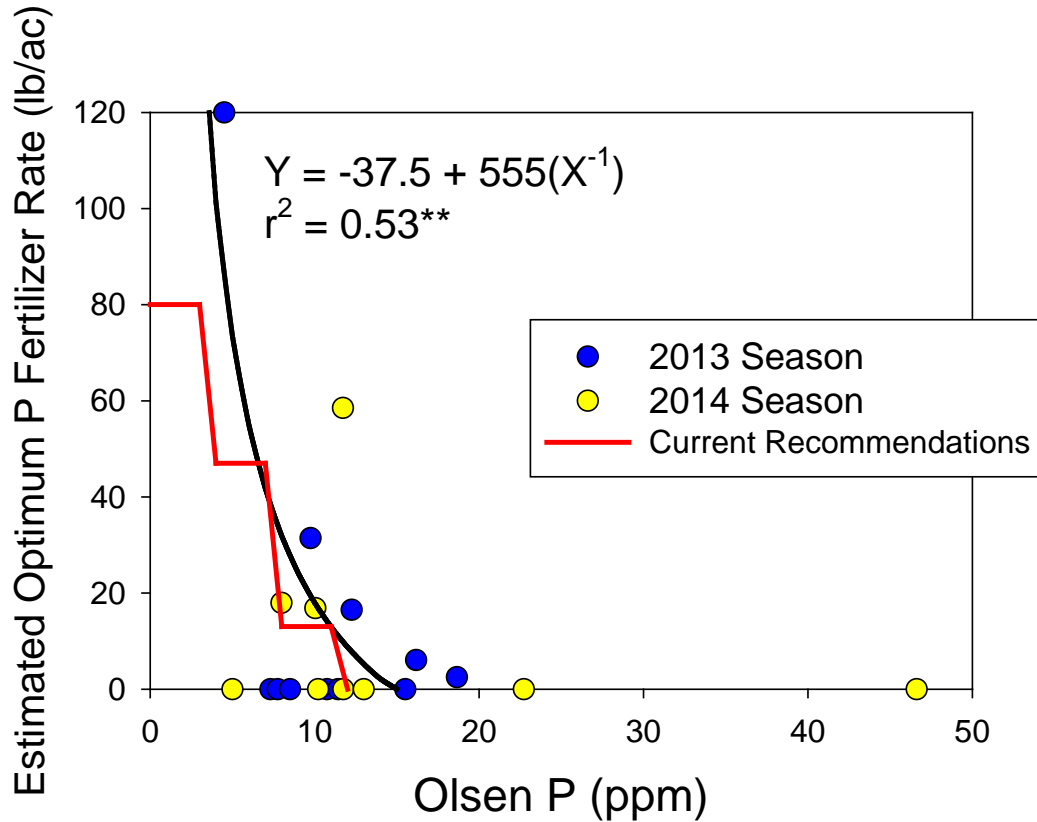 Estimated Optimum P Fertilizer Rate (lb/ac)
120
100
80
60
40
20
0
Y = -37.5 + 555(X⁻¹)
r² = 0.53**
2013 Season
2014 Season
Current Recommendations
0 10 20 30 40 50
Olsen P (ppm)